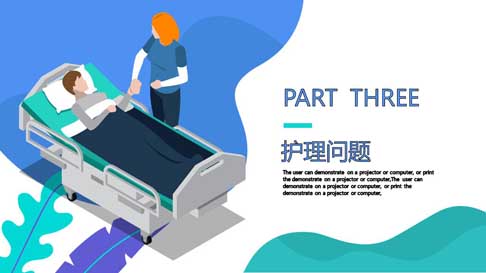 PART THREE
护理问题
The user can demonstrate on a projector or computer, or print
the demonstrate on a projector or computer,The user can
demonstrate on a projector or computer, or print the
demonstrate on a projector or computer,